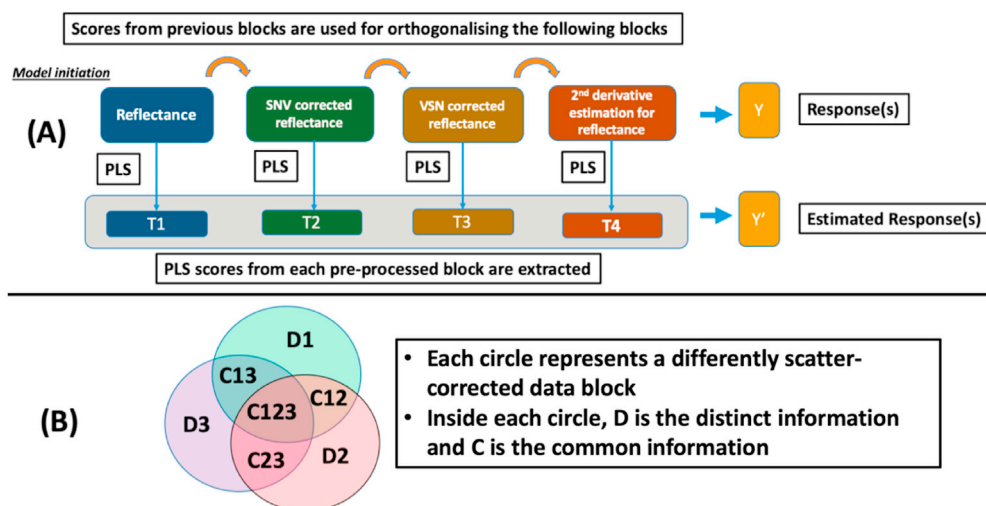 Scores from previous blocks are used for orthogonalising the following blocks
Model initiation
(A)
Reflectance
SNV corrected
reflectance
VSN corrected
reflectance
2nd derivative
estimation for
reflectance
Y
Response(s)
PLS
PLS
PLS
PLS
T1
T2
T3
T4
Y'
Estimated Response(s)
PLS scores from each pre-processed block are extracted
(B)
D1
C13
C12
C123
D3
C23
D2
• Each circle represents a differently scatter-
corrected data block
• Inside each circle, D is the distinct information
and C is the common information